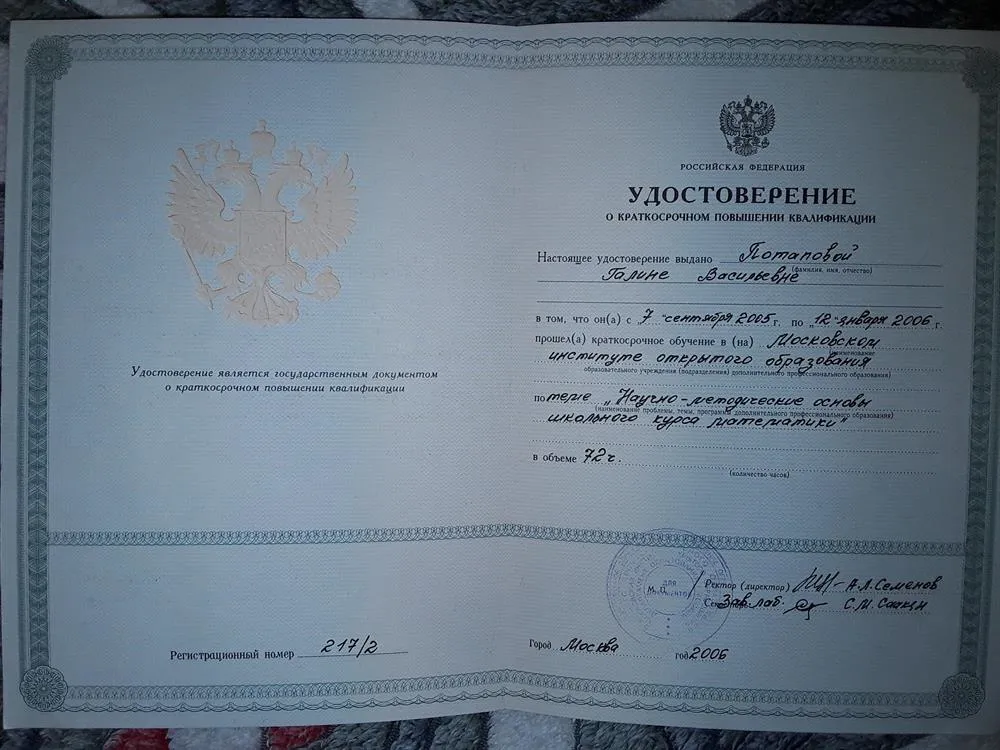 Удостоверение является государственным документом
о краткосрочном повышении квалификации
Регистрационный номер 217/2
РОССИЙСКАЯ ФЕДЕРАЦИЯ
УДОСТОВЕРЕНИЕ
О КРАТКОСРОЧНОМ ПОВЫШЕНИИ КВАЛИФИКАЦИИ
Настоящее удостоверение выдано Потаповой
(фамилия, имя, отчество)
Галине Васильевне
в том, что он(а) с 7 "сентября 2005 г. по „12" января 2006 г.
прошел(а) краткосрочное обучение в (на) Московском
(наименование
институте открытого образования
образовательного учреждения (подразделения) дополнительного профессионального образования)
по теме „Научно-методические основы
(наименование проблемы, темы, программы дополнительного профессионального образования)
школьного курса математики"
в объеме 72 ч.
(количество часов)
М. П.
для
документов
Ректор (директор) А.Л. Семенов
Зав. лаб. С.М. Саакян
Город Москва год 2006